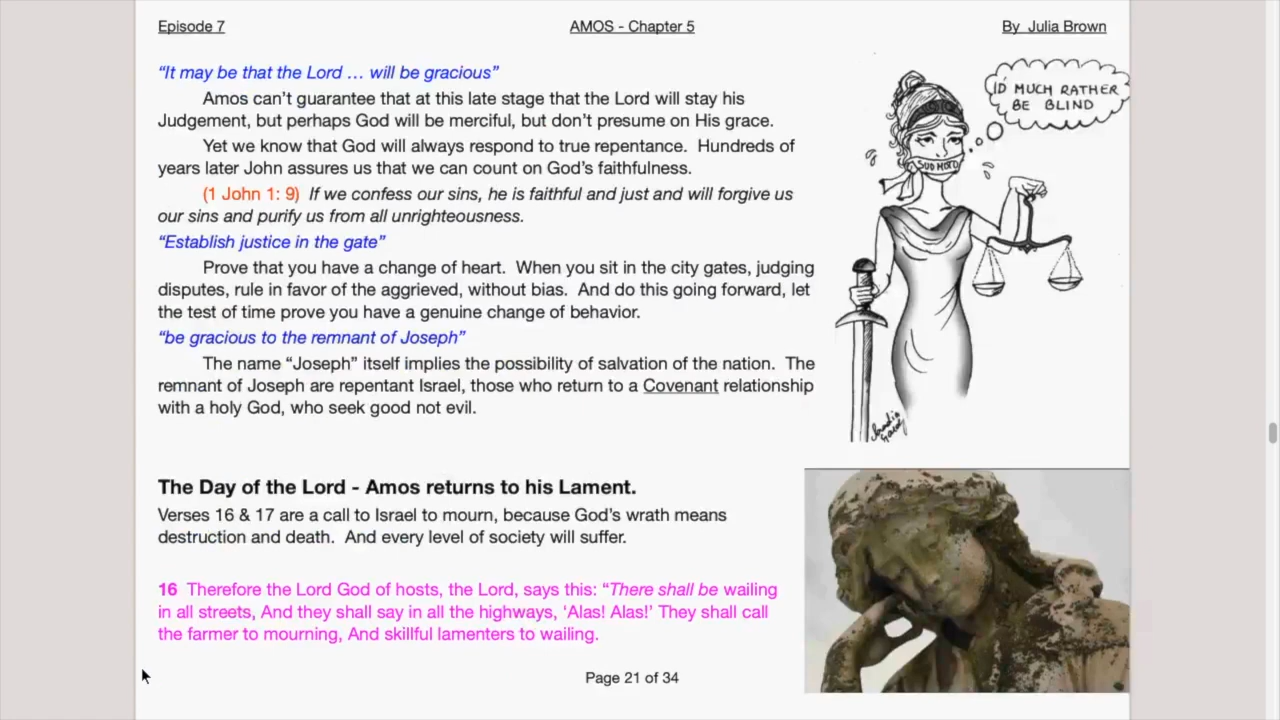 Episode 7
AMOS - Chapter 5
By Julia Brown
“It may be that the Lord … will be gracious”
Amos can’t guarantee that at this late stage that the Lord will stay his
Judgement, but perhaps God will be merciful, but don’t presume on His grace.
Yet we know that God will always respond to true repentance. Hundreds of
years later John assures us that we can count on God’s faithfulness.
(1 John 1: 9) If we confess our sins, he is faithful and just and will forgive us
our sins and purify us from all unrighteousness.
“Establish justice in the gate”
Prove that you have a change of heart. When you sit in the city gates, judging
disputes, rule in favor of the aggrieved, without bias. And do this going forward, let
the test of time prove you have a genuine change of behavior.
“be gracious to the remnant of Joseph”
The name “Joseph” itself implies the possibility of salvation of the nation. The
remnant of Joseph are repentant Israel, those who return to a Covenant relationship
with a holy God, who seek good not evil.
I'D MUCH RATHER
BE BLIND
SUO MOTO
The Day of the Lord - Amos returns to his Lament.
Verses 16 & 17 are a call to Israel to mourn, because God’s wrath means
destruction and death. And every level of society will suffer.
16 Therefore the Lord God of hosts, the Lord, says this: “There shall be wailing
in all streets, And they shall say in all the highways, ‘Alas! Alas!’ They shall call
the farmer to mourning, And skillful lamenters to wailing.
Page 21 of 34